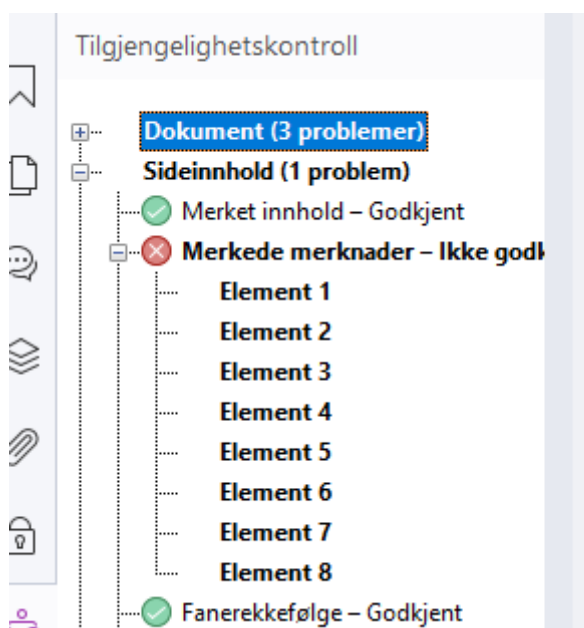 Tilgjengelighetskontroll
Dokument (3 problemer)
Sideinnhold (1 problem)
Merket innhold – Godkjent
Merkede merknader – Ikke godk
Element 1
Element 2
Element 3
Element 4
Element 5
Element 6
Element 7
Element 8
Fanerekkefølge – Godkjent